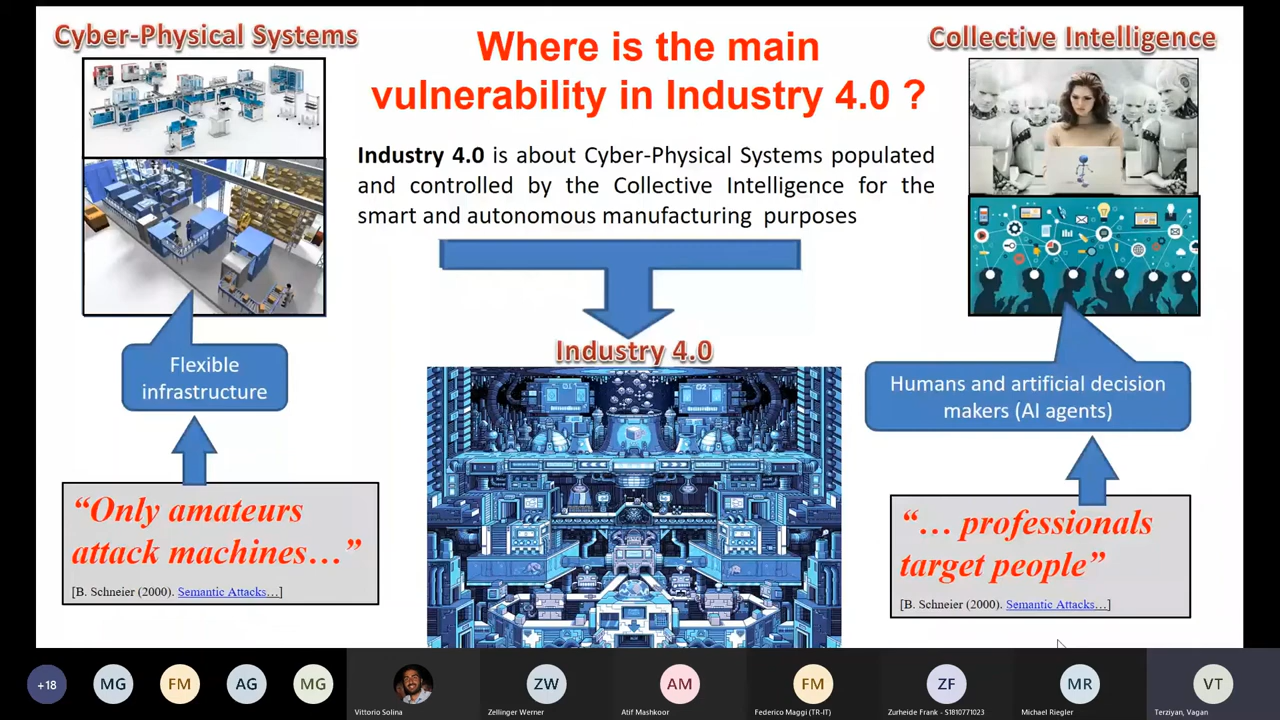 Cyber-Physical Systems
Where is the main
vulnerability in Industry 4.0 ?
Collective Intelligence
Industry 4.0 is about Cyber-Physical Systems populated
and controlled by the Collective Intelligence for the
smart and autonomous manufacturing purposes
Industry 4.0
Flexible
infrastructure
Humans and artificial decision
makers (AI agents)
“Only amateurs
attack machines…”
[B. Schneier (2000). Semantic Attacks…]
“… professionals
target people”
[B. Schneier (2000). Semantic Attacks…]
+18
MG
FM
AG
MG
Vittorio Solina
ZW
Zellinger Werner
AM
Atif Mashkoor
FM
Federico Maggi (TR-IT)
ZF
Zurheide Frank - S1810771023
MR
Michael Riegler
VT
Terziyan, Vagan